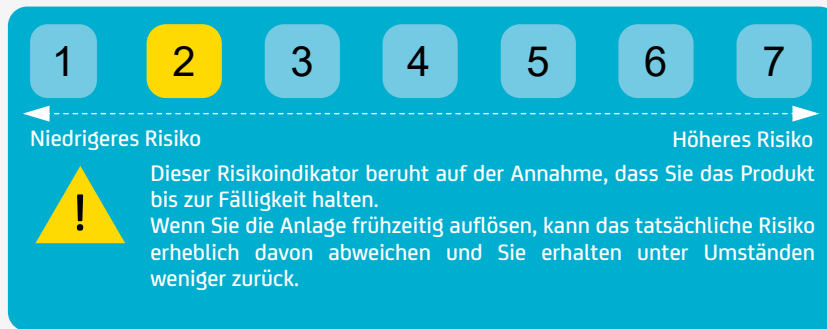 1 2 3 4 5 6 7
Niedrigeres Risiko Höheres Risiko
!
Dieser Risikoindikator beruht auf der Annahme, dass Sie das Produkt
bis zur Fälligkeit halten.
Wenn Sie die Anlage frühzeitig auflösen, kann das tatsächliche Risiko
erheblich davon abweichen und Sie erhalten unter Umständen
weniger zurück.